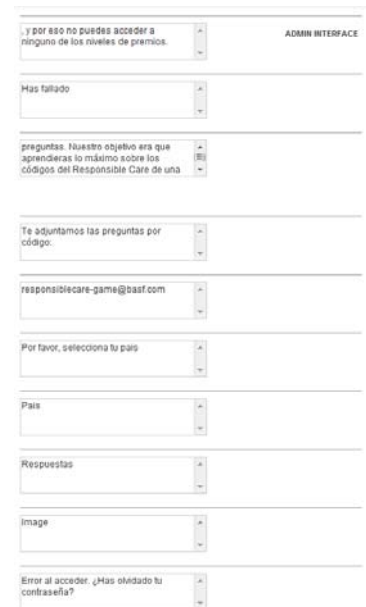 , y por eso no puedes acceder a
ninguno de los niveles de premios.
ADMIN INTERFACE
Has fallado
preguntas. Nuestro objetivo era que
aprendieras lo máximo sobre los
códigos del Responsible Care de una
Te adjuntamos las preguntas por
código:
responsiblecare-game@basf.com
Por favor, selecciona tu pais
Pais
Respuestas
Image
Error al acceder. ¿Has olvidado tu
contraseña?